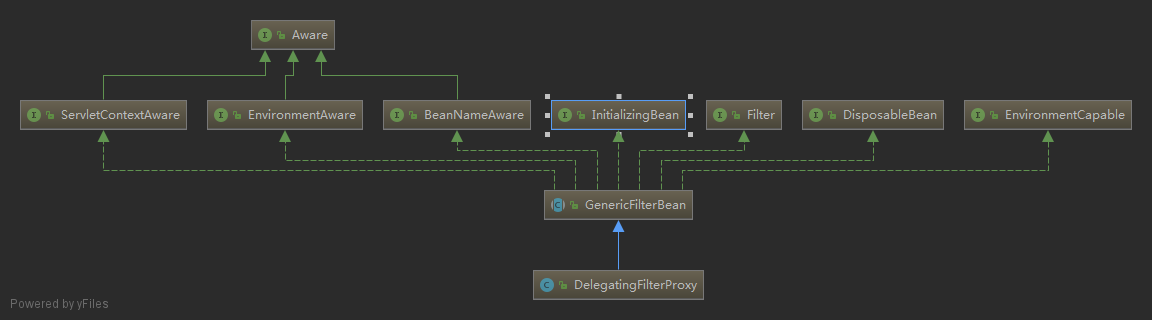 Aware
ServletContextAware
EnvironmentAware
BeanNameAware
InitializingBean
Filter
DisposableBean
EnvironmentCapable
GenericFilterBean
DelegatingFilterProxy
Powered by yFiles